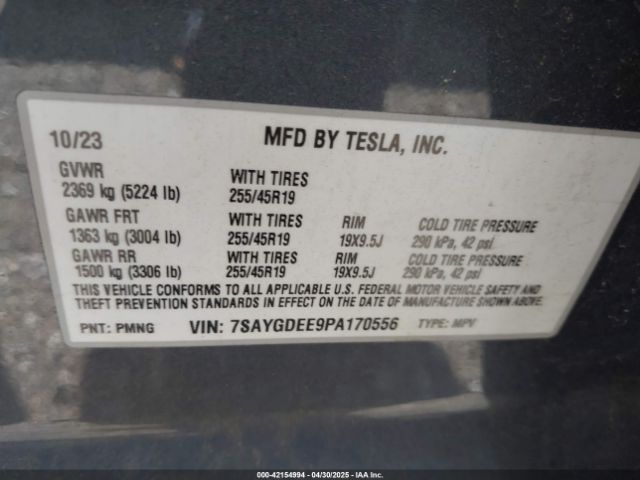 10/23 MFD BY TESLA, INC.
GVWR WITH TIRES
2369 kg (5224 lb) 255/45R19
GAWR FRT WITH TIRES RIM COLD TIRE PRESSURE
1363 kg (3004 lb) 255/45R19 19X9.5J 290 kPa, 42 psi
GAWR RR WITH TIRES RIM COLD TIRE PRESSURE
1500 kg (3306 lb) 255/45R19 19X9.5J 290 kPa, 42 psi
THIS VEHICLE CONFORMS TO ALL APPLICABLE U.S. FEDERAL MOTOR VEHICLE SAFETY AND
THEFT PREVENTION STANDARDS IN EFFECT ON THE DATE OF MANUFACTURE SHOWN ABOVE.
PNT: PMNG VIN: 7SAYGDEE9PA170556 TYPE: MPV
000-42154994 - 04/30/2025 - IAA Inc.